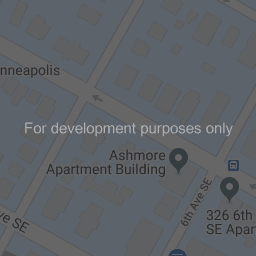 nneapolis
For development purposes only
Ashmore
Apartment Building
6th Ave SE
326 6th
SE Apar
ve SE